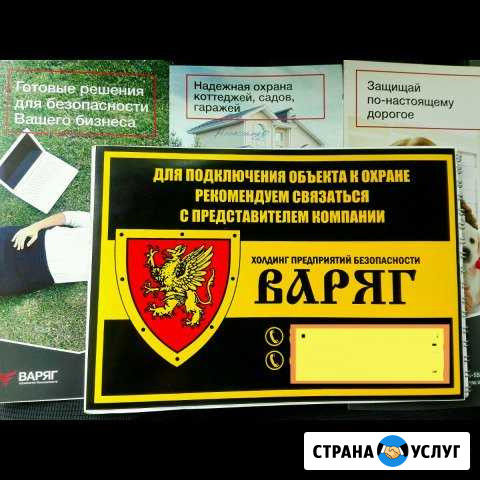 Готовые решения
для безопасности
Вашего бизнеса
Надежная охрана
коттеджей, садов,
гаражей
Защищай
по-настоящему
дорогое
ДЛЯ ПОДКЛЮЧЕНИЯ ОБЪЕКТА К ОХРАНЕ
РЕКОМЕНДУЕМ СВЯЗАТЬСЯ
С ПРЕДСТАВИТЕЛЕМ КОМПАНИИ
ХОЛДИНГ ПРЕДПРИЯТИЙ БЕЗОПАСНОСТИ
ВАРЯГ
ВАРЯГ
СТРАНА УСЛУГ